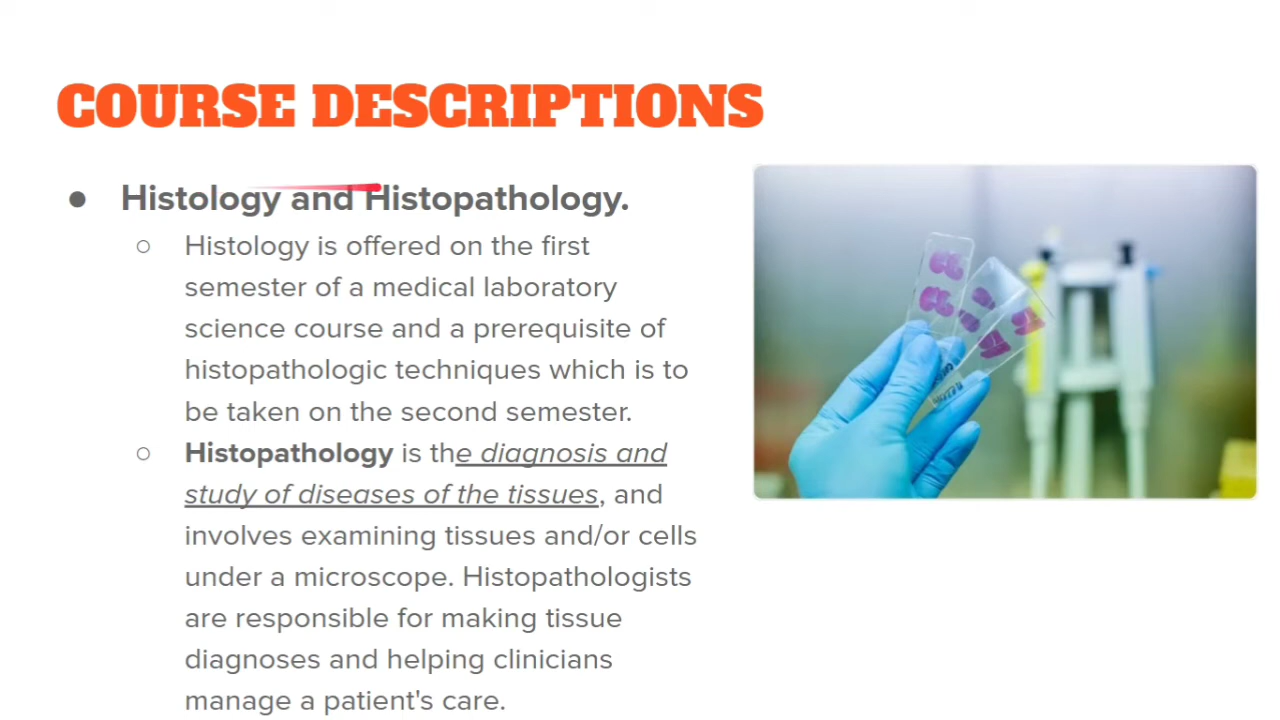 COURSE DESCRIPTIONS
● Histology and Histopathology.
○ Histology is offered on the first
semester of a medical laboratory
science course and a prerequisite of
histopathologic techniques which is to
be taken on the second semester.
○ Histopathology is the diagnosis and
study of diseases of the tissues, and
involves examining tissues and/or cells
under a microscope. Histopathologists
are responsible for making tissue
diagnoses and helping clinicians
manage a patient's care.